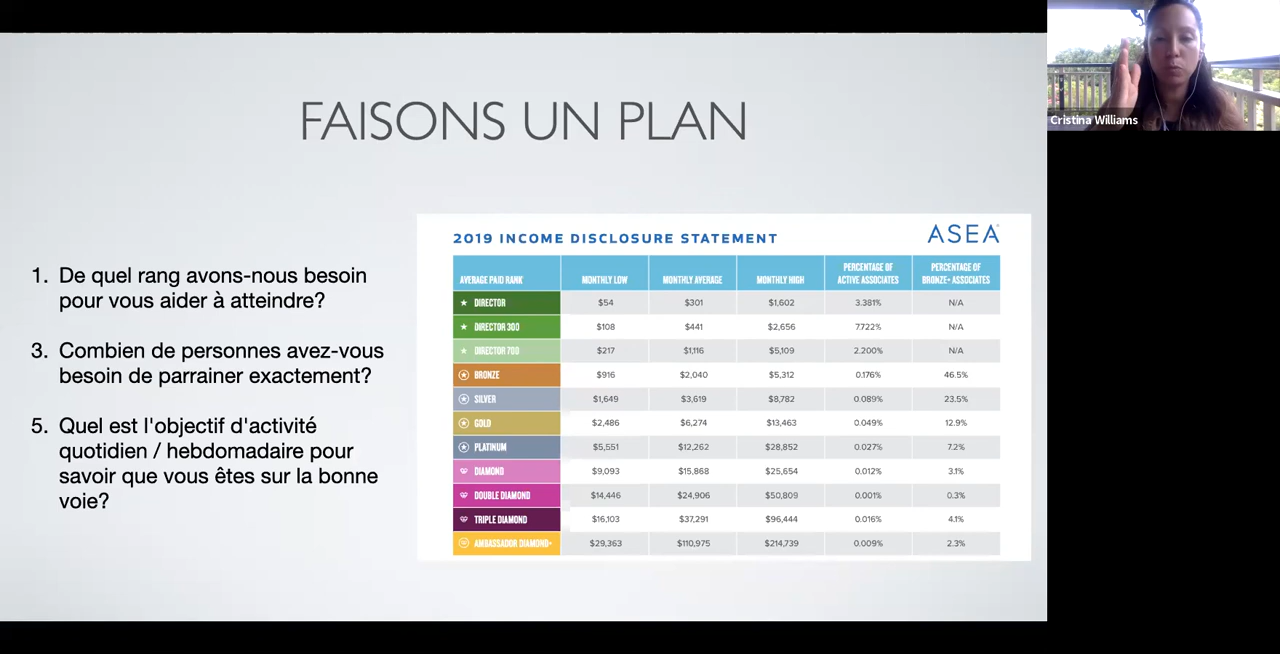 Cristina Williams
FAISONS UN PLAN
1. De quel rang avons-nous besoin
pour vous aider à atteindre?
3. Combien de personnes avez-vous
besoin de parrainer exactement?
5. Quel est l'objectif d'activité
quotidien / hebdomadaire pour
savoir que vous êtes sur la bonne
voie?
2019 INCOME DISCLOSURE STATEMENT
ASEA
AVERAGE PAID RANK MONTHLY LOW MONTHLY AVERAGE MONTHLY HIGH PERCENTAGE OF ACTIVE ASSOCIATES PERCENTAGE OF BRONZE+ ASSOCIATES
DIRECTOR $54 $301 $1,602 3.381% N/A
DIRECTOR 300 $108 $441 $2,656 7.722% N/A
DIRECTOR 700 $217 $1,116 $5,109 2.200% N/A
BRONZE $916 $2,040 $5,312 0.176% 46.5%
SILVER $1,649 $3,619 $8,782 0.089% 23.5%
GOLD $2,486 $6,274 $13,463 0.049% 12.9%
PLATINUM $5,551 $12,262 $28,852 0.027% 7.2%
DIAMOND $9,093 $15,868 $25,654 0.012% 3.1%
DOUBLE DIAMOND $14,446 $24,906 $50,809 0.001% 0.3%
TRIPLE DIAMOND $16,103 $37,291 $96,444 0.016% 4.1%
AMBASSADOR DIAMOND+ $29,363 $110,975 $214,739 0.009% 2.3%